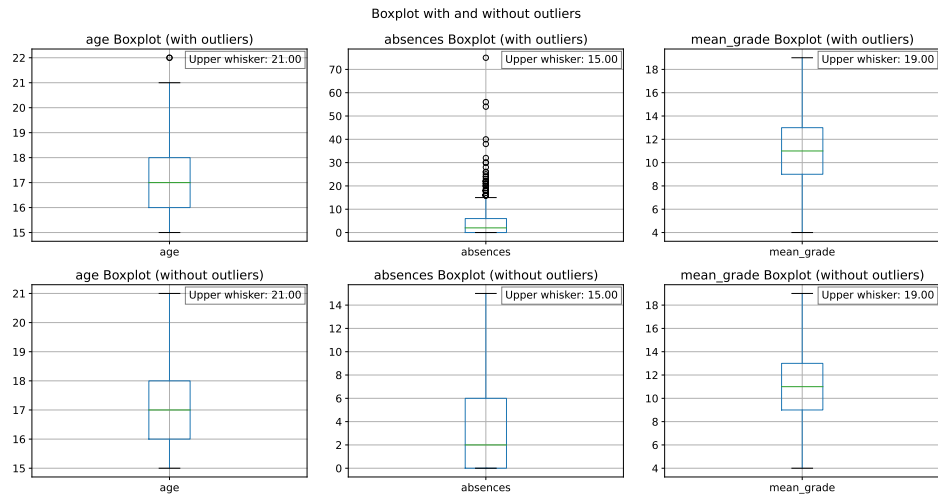 Boxplot with and without outliers
age Boxplot (with outliers)
Upper whisker: 21.00
22
21
20
19
18
17
16
15
age
absences Boxplot (with outliers)
Upper whisker: 15.00
70
60
50
40
30
20
10
0
absences
mean_grade Boxplot (with outliers)
Upper whisker: 19.00
18
16
14
12
10
8
6
4
mean_grade
age Boxplot (without outliers)
Upper whisker: 21.00
21
20
19
18
17
16
15
age
absences Boxplot (without outliers)
Upper whisker: 15.00
14
12
10
8
6
4
2
0
absences
mean_grade Boxplot (without outliers)
Upper whisker: 19.00
18
16
14
12
10
8
6
4
mean_grade